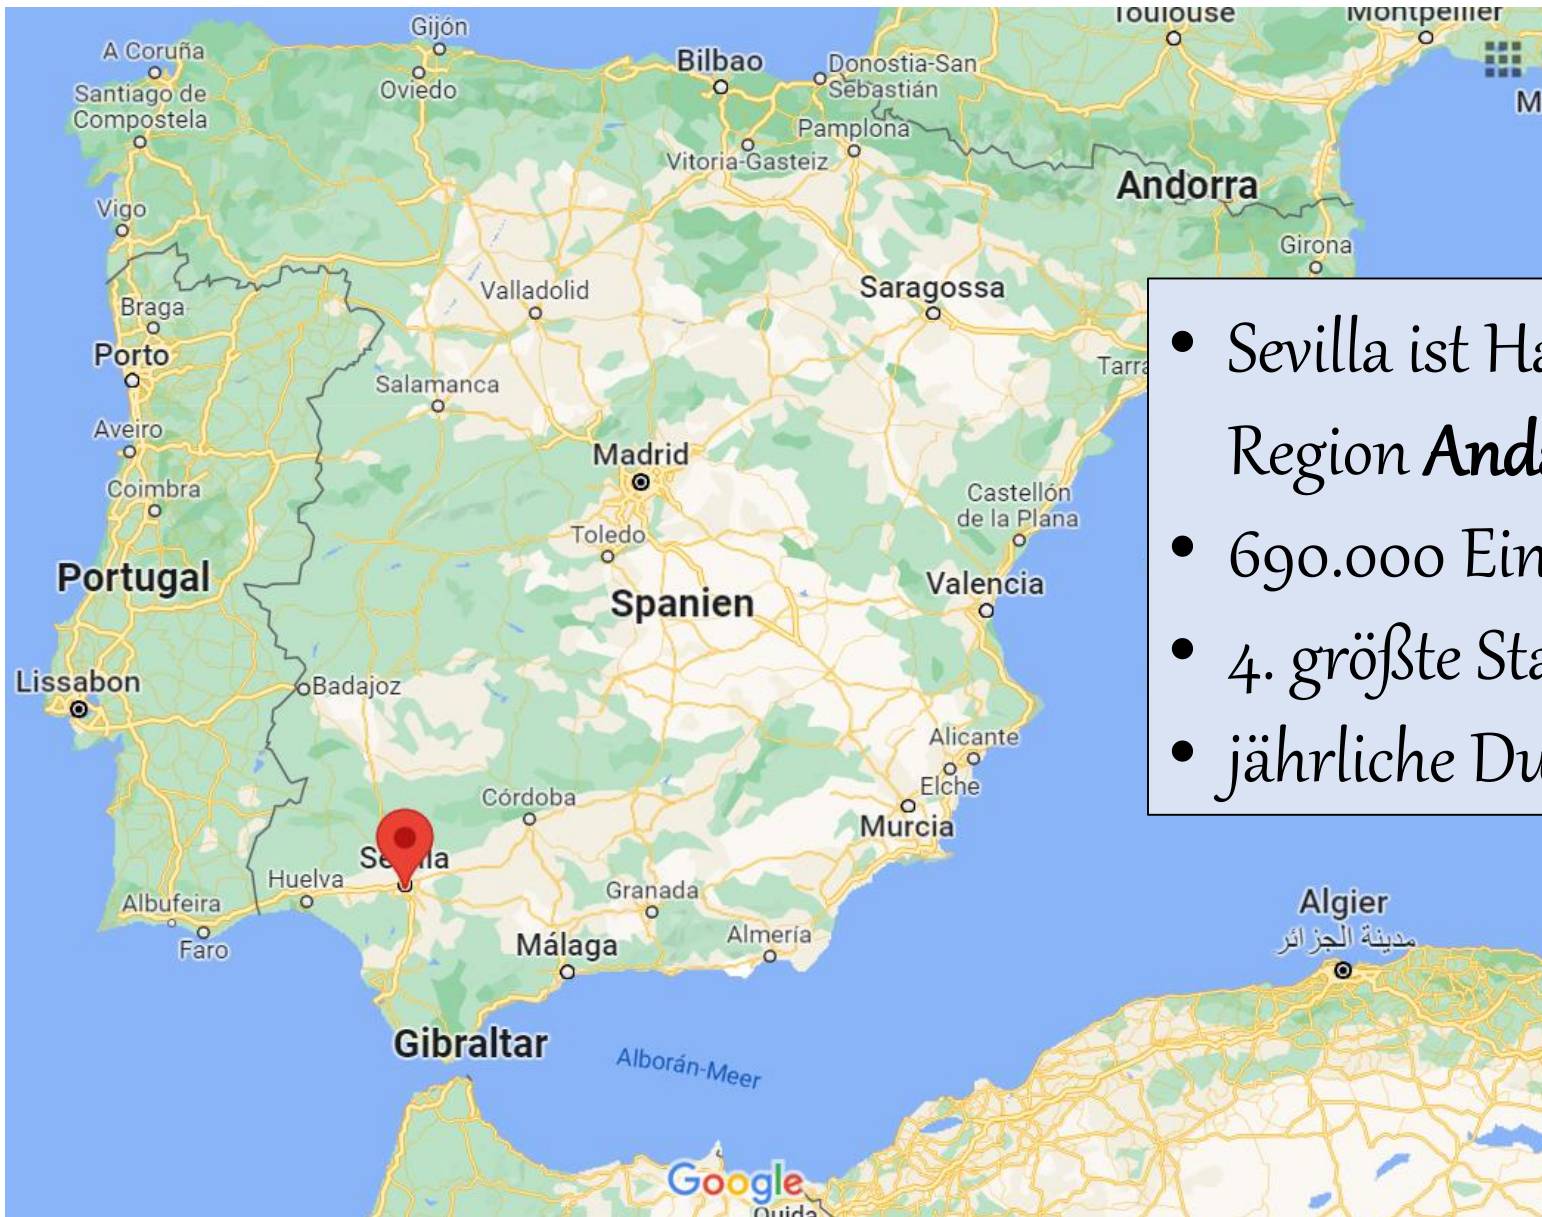 Toulouse
Montpellier
Gijón
A Coruña
Bilbao
Donostia-San
Sebastián
Oviedo
Santiago de
Compostela
M
Pamplona
Vitoria-Gasteiz
Andorra
Vigo
Girona
Valladolid
Saragossa
Braga
Porto
Tarra
Salamanca
Aveiro
Madrid
Coimbra
Castellón
de la Plana
Toledo
Portugal
Spanien
Valencia
Lissabon
Badajoz
Alicante
Elche
Córdoba
Murcia
Sevilla
Huelva
Granada
Albufeira
Faro
Málaga
Almería
Algier
مدينة الجزائر
Gibraltar
Alborán-Meer
Google
Oujda
• Sevilla ist Ha
Region Anda
• 690.000 Ein
• 4. größte Sta
• jährliche Du